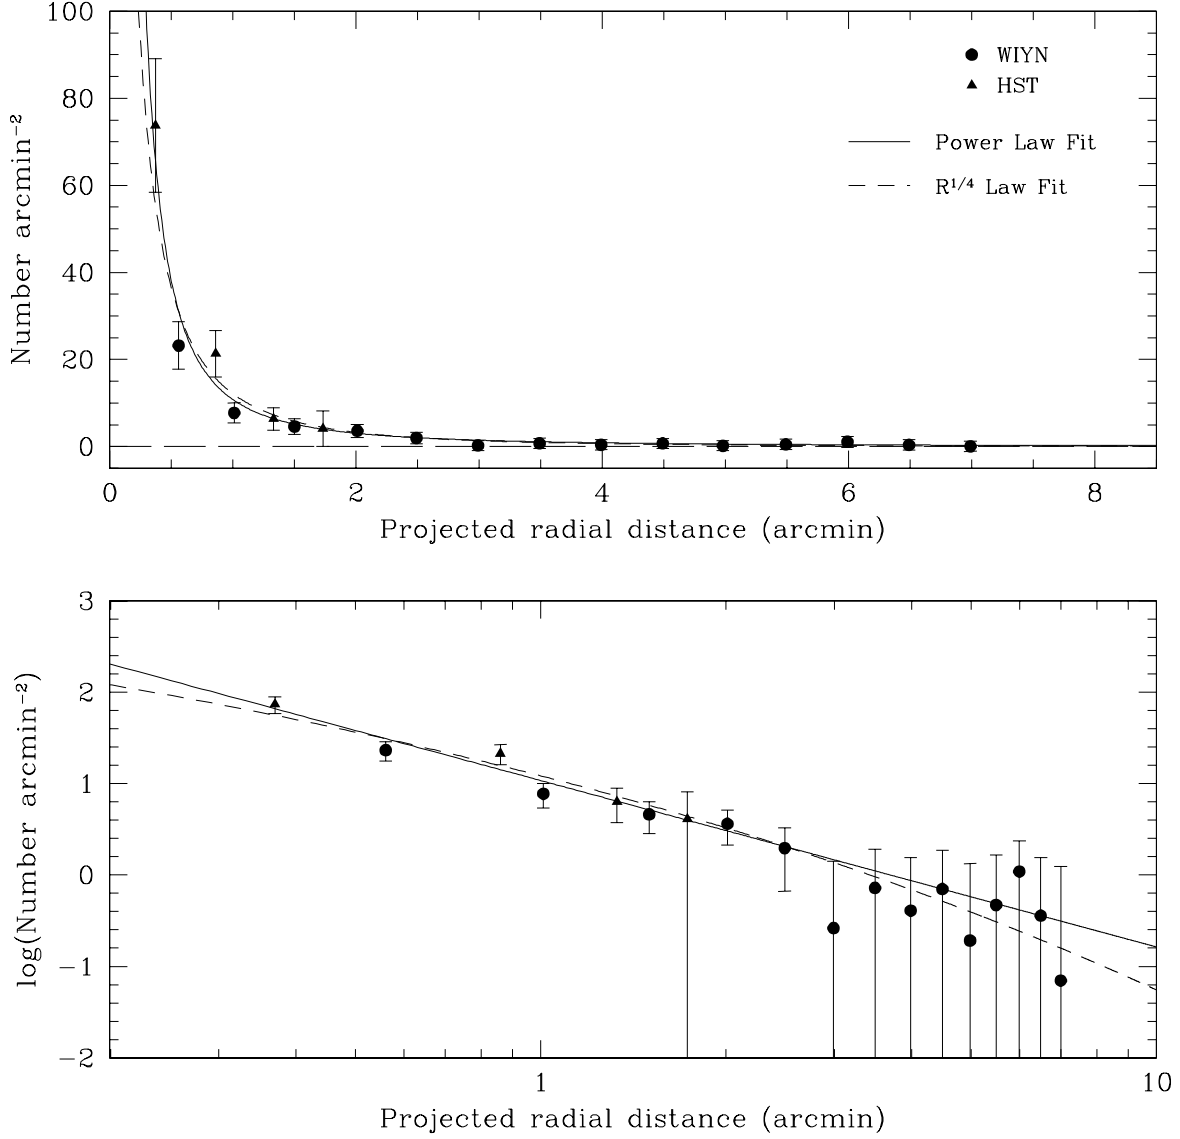 100
80
60
40
20
0
Number arcmin⁻²
WIYN
HST
Power Law Fit
R¹/⁴ Law Fit
0 2 4 6 8
Projected radial distance (arcmin)
3
2
1
0
−1
−2
log(Number arcmin⁻²)
1 10
Projected radial distance (arcmin)